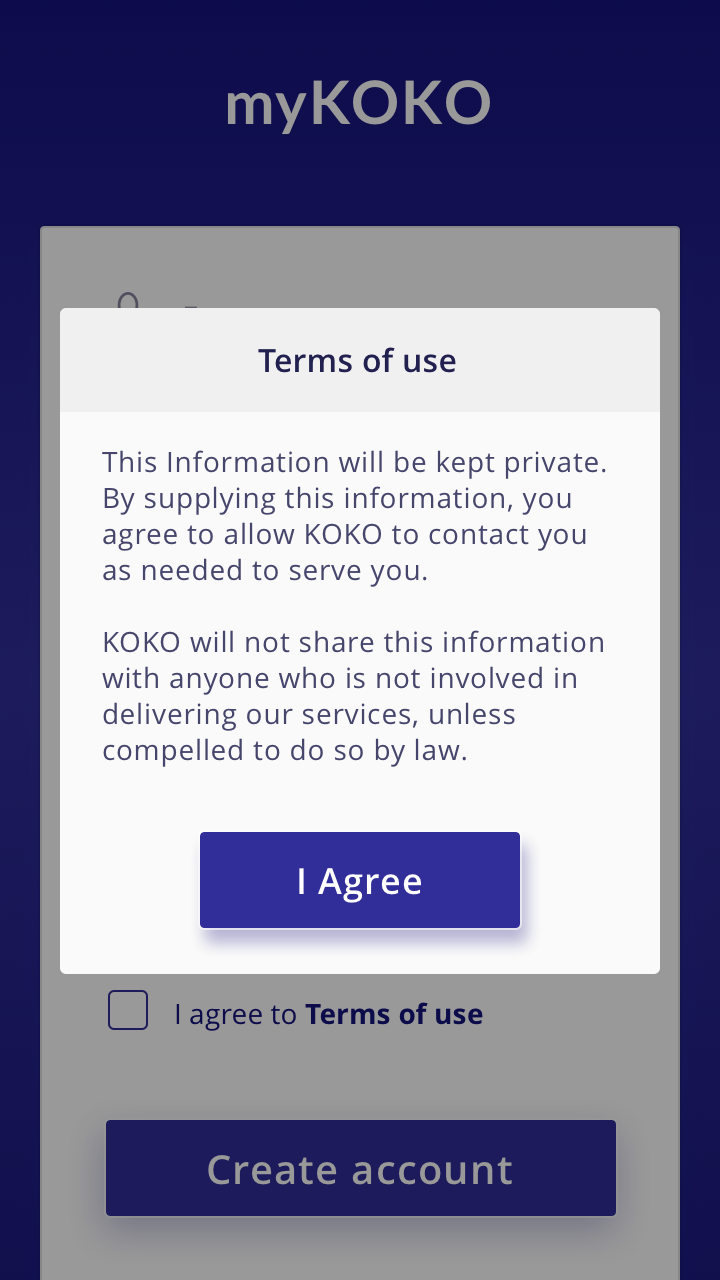 myKOKO
Terms of use
This Information will be kept private.
By supplying this information, you
agree to allow KOKO to contact you
as needed to serve you.
KOKO will not share this information
with anyone who is not involved in
delivering our services, unless
compelled to do so by law.
I Agree
I agree to Terms of use
Create account